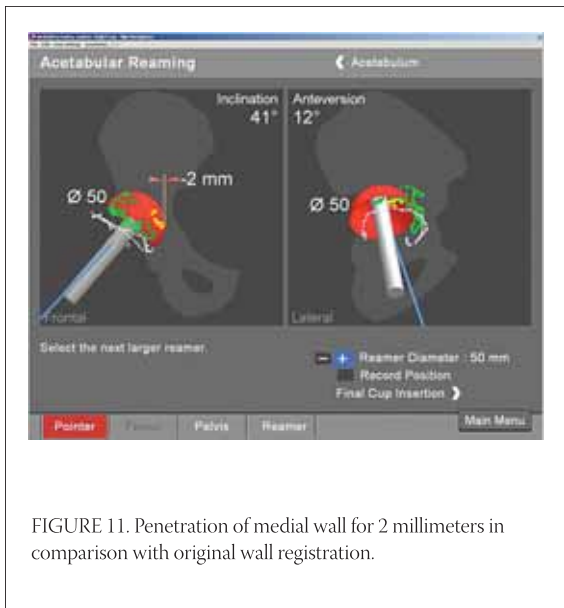 Acetabular Reaming
Acetabulum
Inclination
41°
Anteversion
12°
-2 mm
Ø 50
Ø 50
Frontal
Lateral
Select the next larger reamer.
- + Reamer Diameter : 50 mm
Record Position
Final Cup Insertion
Pointer
Pelvis
Reamer
Main Menu
FIGURE 11. Penetration of medial wall for 2 millimeters in
comparison with original wall registration.